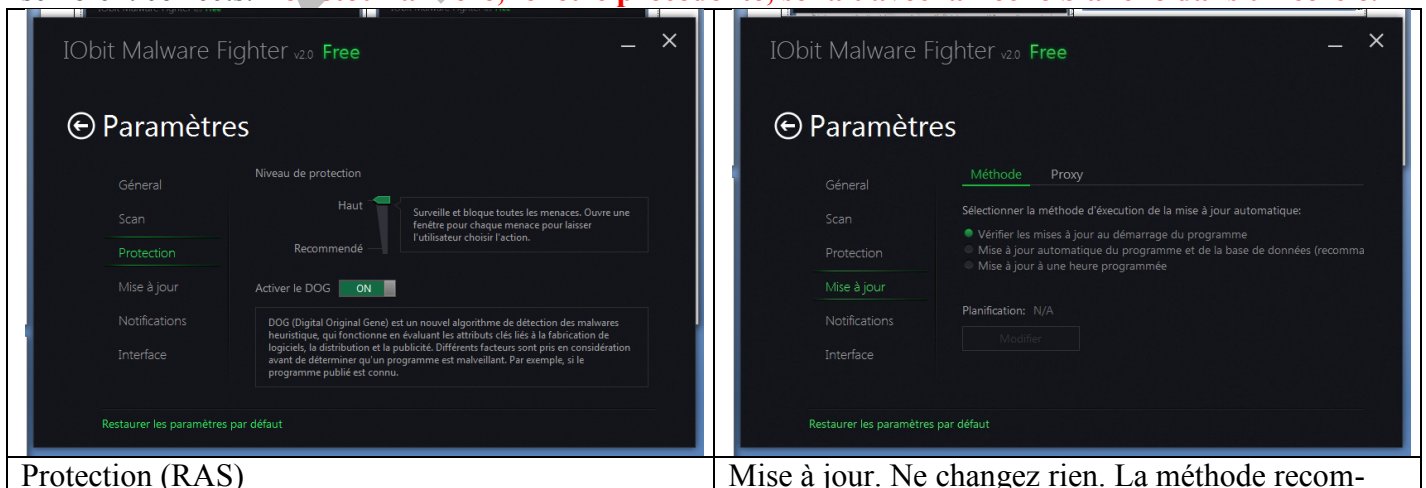 IObit Malware Fighter v2.0 Free
Paramètres
Géneral
Scan
Protection
Mise à jour
Notifications
Interface
Niveau de protection
Haut
Recommendé
Surveille et bloque toutes les menaces. Ouvre une
fenêtre pour chaque menace pour laisser
l'utilisateur choisir l'action.
Activer le DOG ON
DOG (Digital Original Gene) est un nouvel algorithme de détection des malwares
heuristique, qui fonctionne en évaluant les attributs clés liés à la fabrication de
logiciels, la distribution et la publicité. Différents facteurs sont pris en considération
avant de déterminer qu'un programme est malveillant. Par exemple, si le
programme publié est connu.
Restaurer les paramètres par défaut
Protection (RAS)
IObit Malware Fighter v2.0 Free
Paramètres
Géneral
Scan
Protection
Mise à jour
Notifications
Interface
Méthode Proxy
Sélectionner la méthode d'éxecution de la mise à jour automatique:
Vérifier les mises à jour au démarrage du programme
Mise à jour automatique du programme et de la base de données (recomma
Mise à jour à une heure programmée
Planification: N/A
Modifier
Restaurer les paramètres par défaut
Mise à jour. Ne changez rien. La méthode recom-